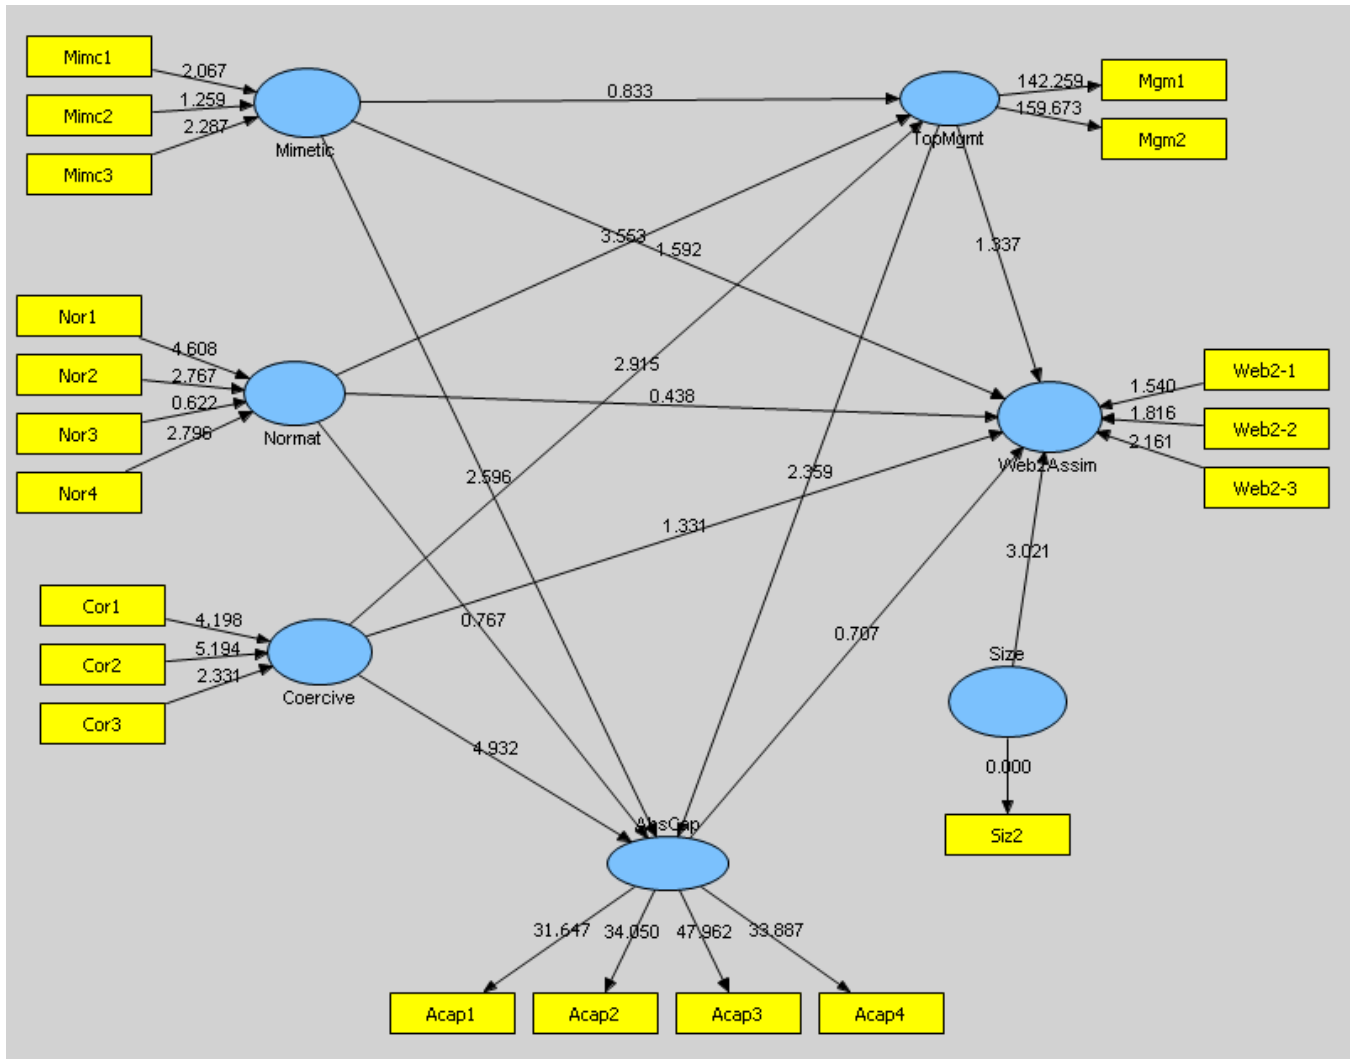 Mimc1
2.067
Mimc2
1.259
Mimc3
2.287
Mimetic
0.833
TopMgmt
142.259
Mgm1
159.673
Mgm2
3.553
1.592
1.337
Nor1
4.608
Nor2
2.767
Nor3
0.622
Nor4
2.796
Normat
2.915
0.438
Web2Assim
Web2-1
1.540
Web2-2
1.816
Web2-3
2.161
2.596
2.359
1.331
3.021
Cor1
4.198
Cor2
5.194
Cor3
2.331
Coercive
0.767
0.707
Size
4.932
0.000
Siz2
AbsCap
31.647
34.050
47.962
33.887
Acap1
Acap2
Acap3
Acap4